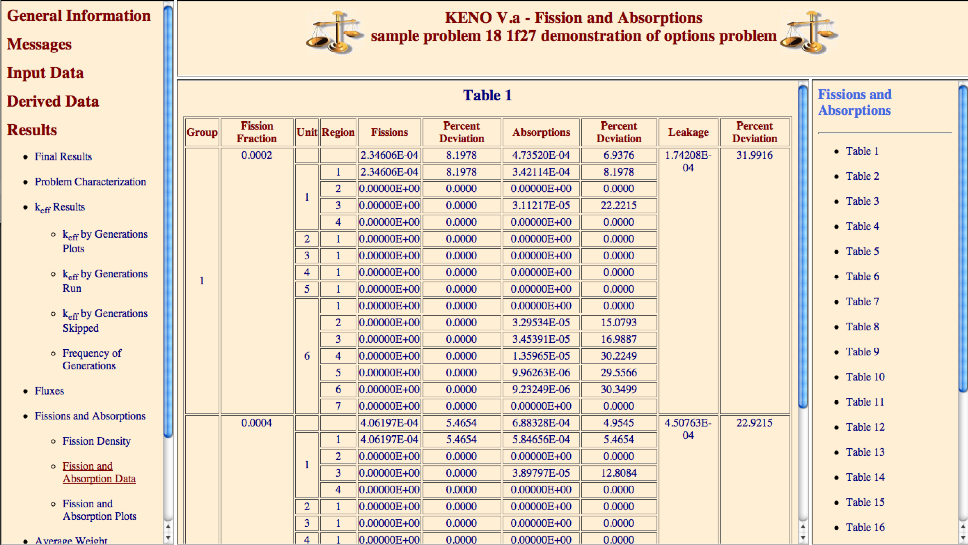 General Information
Messages
Input Data
Derived Data
Results
Final Results
Problem Characterization
keff Results
keff by Generations
Plots
keff by Generations
Run
keff by Generations
Skipped
Frequency of
Generations
Fluxes
Fissions and Absorptions
Fission Density
Fission and
Absorption Data
Fission and
Absorption Plots
Average Weight
KENO V.a - Fission and Absorptions
sample problem 18 1f27 demonstration of options problem
Table 1
Group Fission Fraction Unit Region Fissions Percent Deviation Absorptions Percent Deviation Leakage Percent Deviation
1 0.0002 2.34606E-04 8.1978 4.73520E-04 6.9376 1.74208E-04 31.9916
1 1 2.34606E-04 8.1978 3.42114E-04 8.1978
2 0.00000E+00 0.0000 0.00000E+00 0.0000
3 0.00000E+00 0.0000 3.11217E-05 22.2215
4 0.00000E+00 0.0000 0.00000E+00 0.0000
2 1 0.00000E+00 0.0000 0.00000E+00 0.0000
3 1 0.00000E+00 0.0000 0.00000E+00 0.0000
4 1 0.00000E+00 0.0000 0.00000E+00 0.0000
5 1 0.00000E+00 0.0000 0.00000E+00 0.0000
6 1 0.00000E+00 0.0000 0.00000E+00 0.0000
2 0.00000E+00 0.0000 3.29534E-05 15.0793
3 0.00000E+00 0.0000 3.45391E-05 16.9887
4 0.00000E+00 0.0000 1.35965E-05 30.2249
5 0.00000E+00 0.0000 9.96263E-06 29.5566
6 0.00000E+00 0.0000 9.23249E-06 30.3499
7 0.00000E+00 0.0000 0.00000E+00 0.0000
0.0004 4.06197E-04 5.4654 6.88328E-04 4.9545 4.50763E-04 22.9215
1 1 4.06197E-04 5.4654 5.84656E-04 5.4654
2 0.00000E+00 0.0000 0.00000E+00 0.0000
3 0.00000E+00 0.0000 3.89797E-05 12.8084
4 0.00000E+00 0.0000 0.00000E+00 0.0000
2 1 0.00000E+00 0.0000 0.00000E+00 0.0000
3 1 0.00000E+00 0.0000 0.00000E+00 0.0000
4 1 0.00000E+00 0.0000 0.00000E+00 0.0000
Fissions and
Absorptions
Table 1
Table 2
Table 3
Table 4
Table 5
Table 6
Table 7
Table 8
Table 9
Table 10
Table 11
Table 12
Table 13
Table 14
Table 15
Table 16